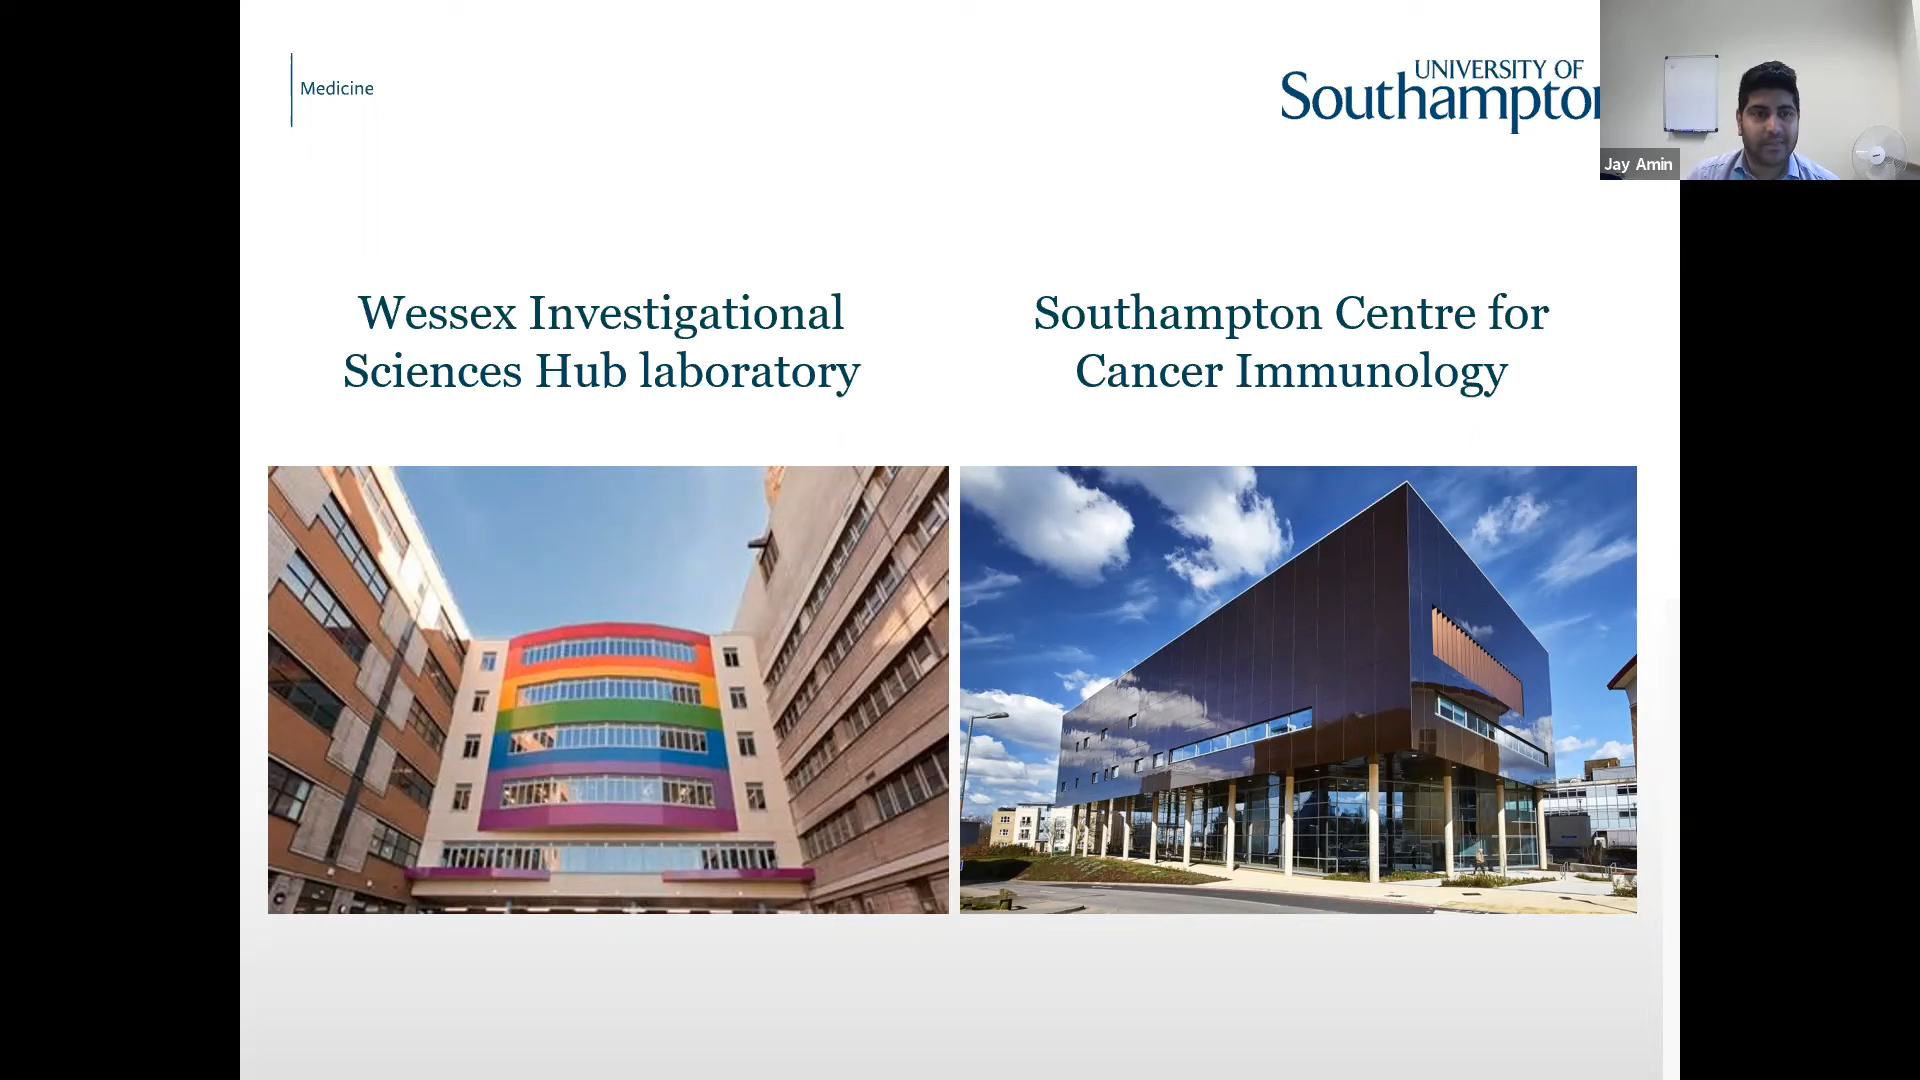 Medicine
UNIVERSITY OF
Southampton
Jay Amin
Wessex Investigational
Sciences Hub laboratory
Southampton Centre for
Cancer Immunology